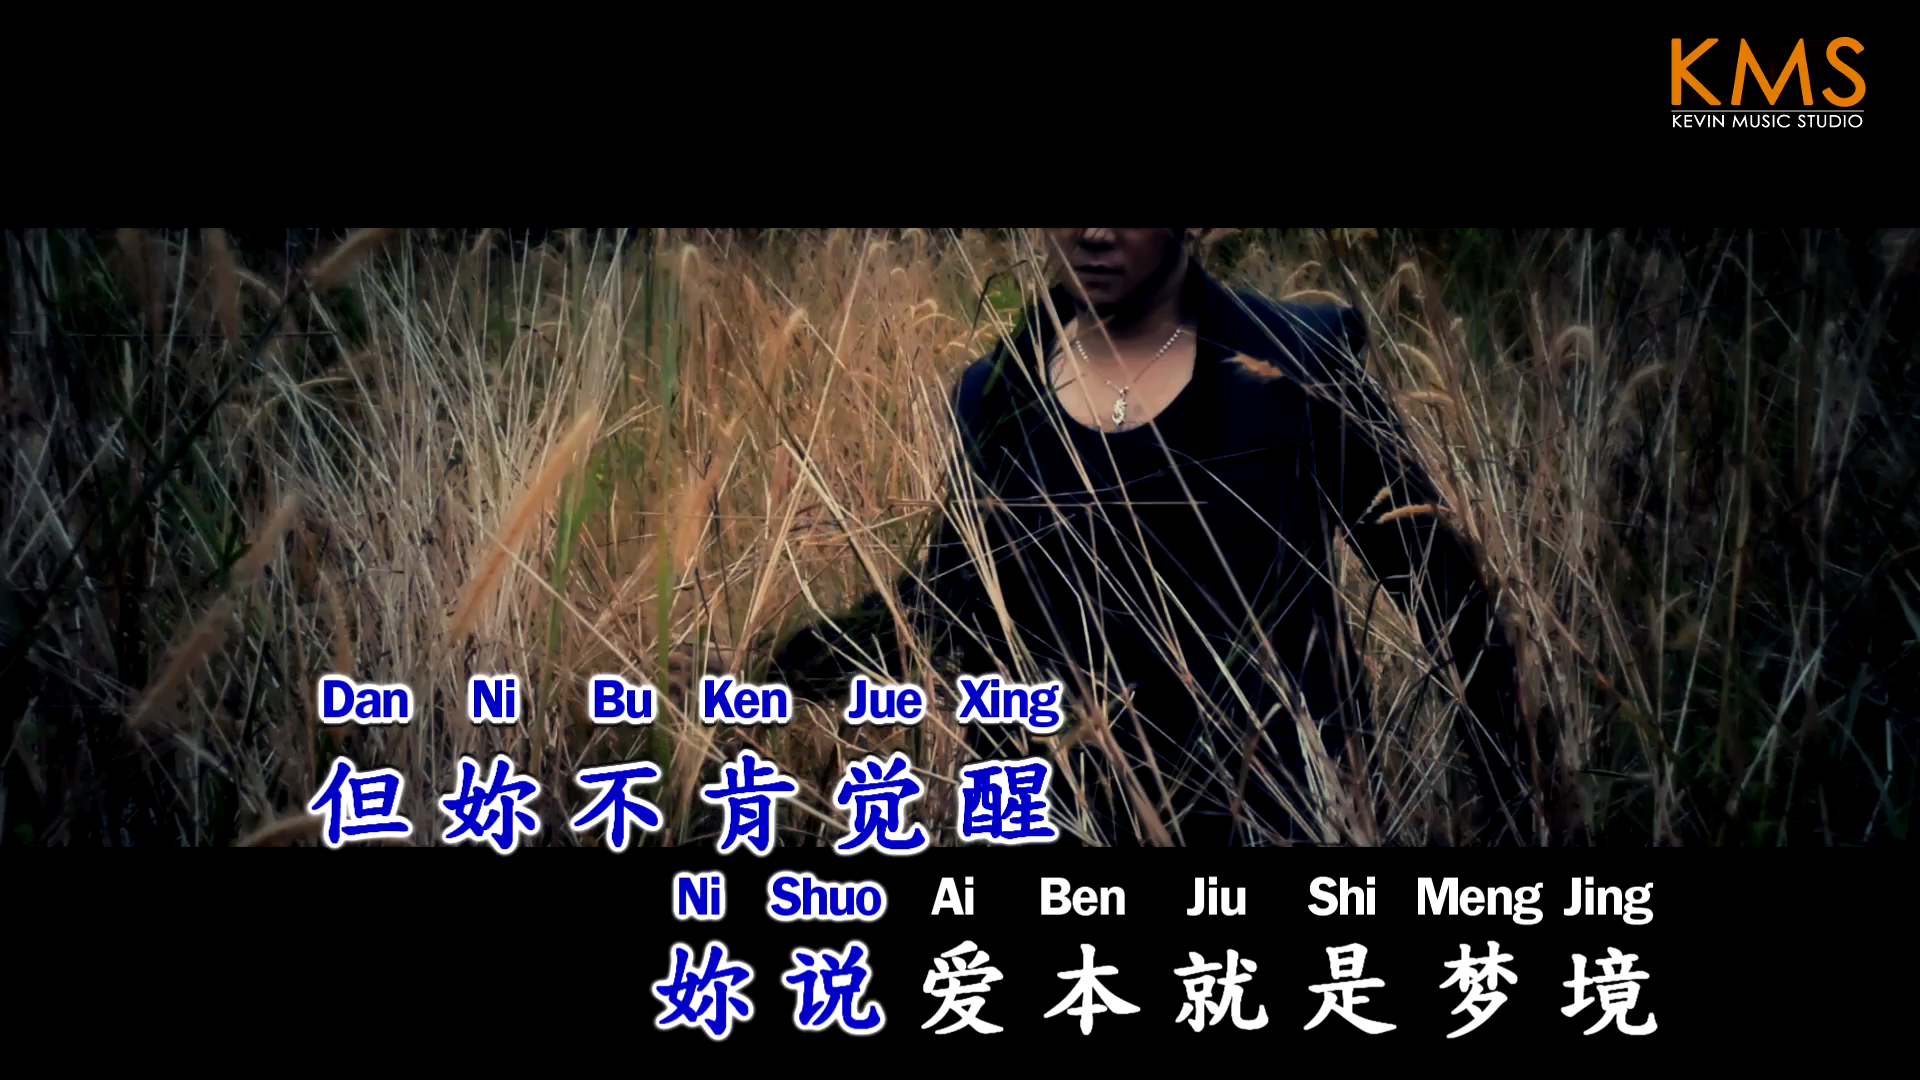 KMS
KEVIN MUSIC STUDIO
Dan Ni Bu Ken Jue Xing
但妳不肯觉醒
Ni Shuo Ai Ben Jiu Shi Meng Jing
妳说爱本就是梦境